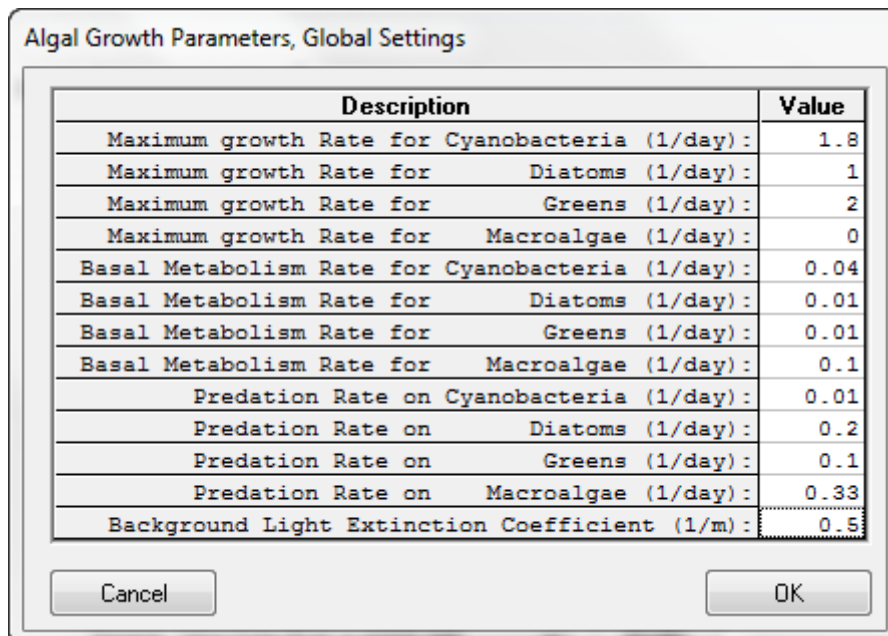 Algal Growth Parameters, Global Settings
Description Value
Maximum growth Rate for Cyanobacteria (1/day): 1.8
Maximum growth Rate for Diatoms (1/day): 1
Maximum growth Rate for Greens (1/day): 2
Maximum growth Rate for Macroalgae (1/day): 0
Basal Metabolism Rate for Cyanobacteria (1/day): 0.04
Basal Metabolism Rate for Diatoms (1/day): 0.01
Basal Metabolism Rate for Greens (1/day): 0.01
Basal Metabolism Rate for Macroalgae (1/day): 0.1
Predation Rate on Cyanobacteria (1/day): 0.01
Predation Rate on Diatoms (1/day): 0.2
Predation Rate on Greens (1/day): 0.1
Predation Rate on Macroalgae (1/day): 0.33
Background Light Extinction Coefficient (1/m): 0.5
Cancel OK